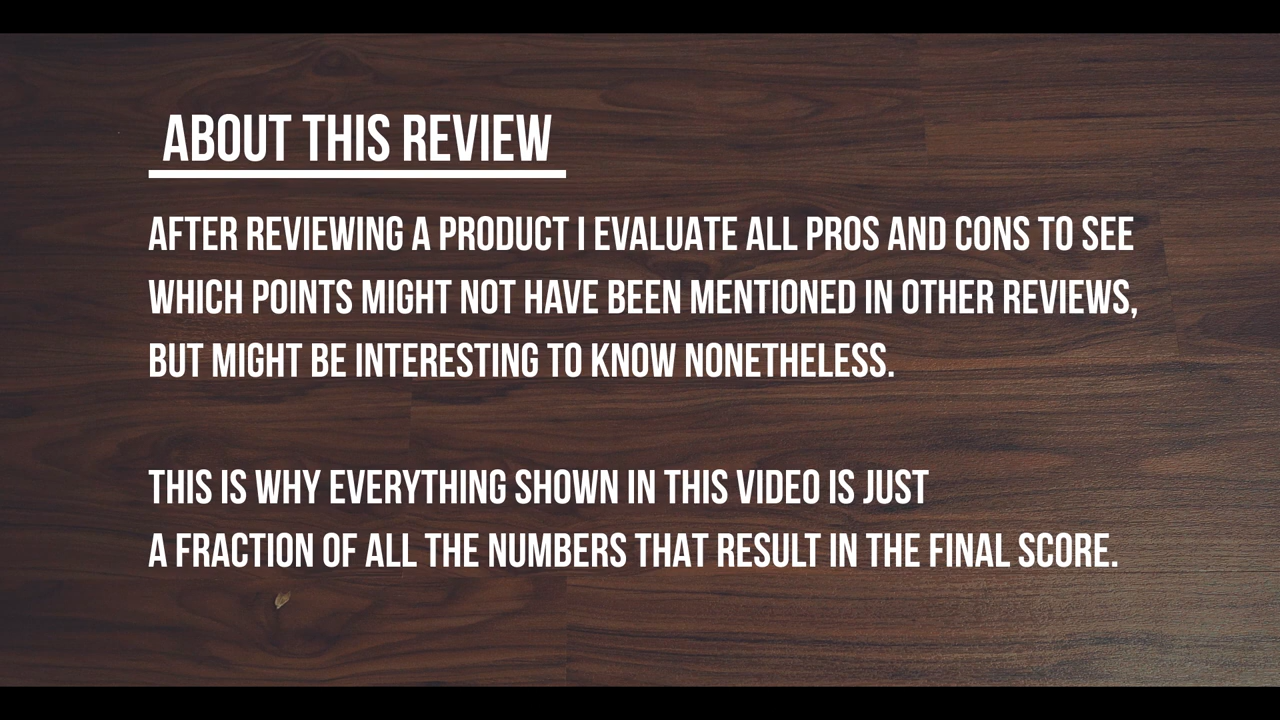 ABOUT THIS REVIEW
AFTER REVIEWING A PRODUCT I EVALUATE ALL PROS AND CONS TO SEE
WHICH POINTS MIGHT NOT HAVE BEEN MENTIONED IN OTHER REVIEWS,
BUT MIGHT BE INTERESTING TO KNOW NONETHELESS.
THIS IS WHY EVERYTHING SHOWN IN THIS VIDEO IS JUST
A FRACTION OF ALL THE NUMBERS THAT RESULT IN THE FINAL SCORE.